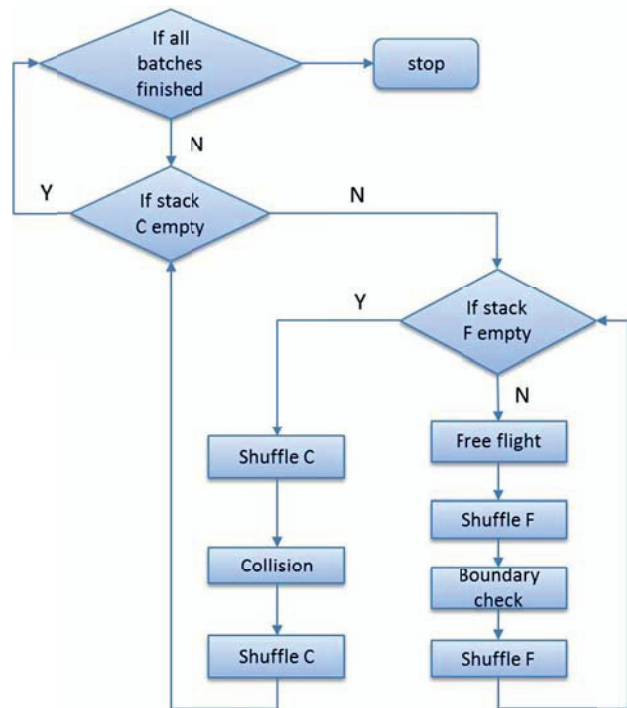 If all
batches
finished
stop
N
Y
If stack
C empty
N
Y
If stack
F empty
N
Shuffle C
Free flight
Shuffle F
Collision
Boundary
check
Shuffle C
Shuffle F